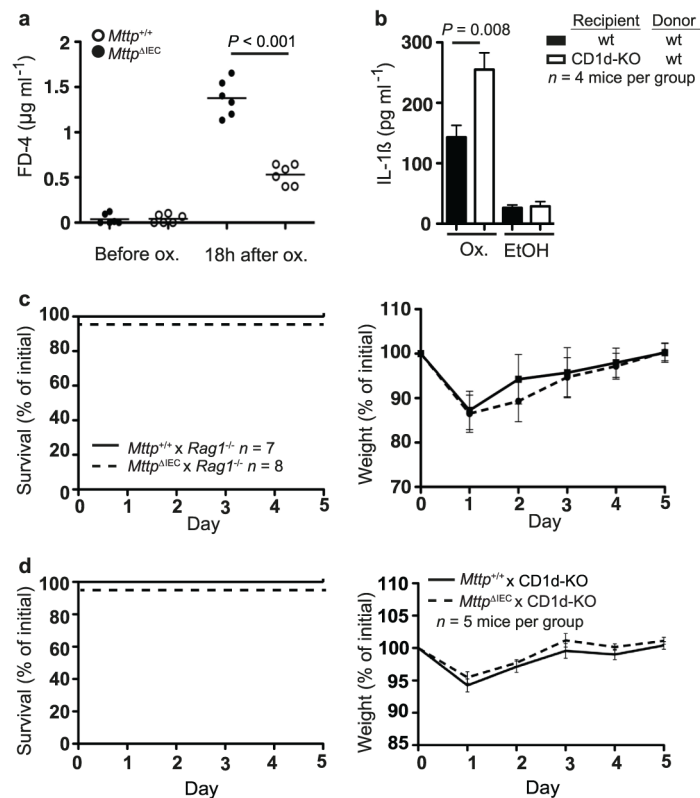 a
Mttp+/+
MttpΔIEC
P < 0.001
FD-4 (µg ml⁻¹)
2
1.5
1
0.5
0
Before ox.
18h after ox.
b
P = 0.008
Recipient Donor
wt wt
CD1d-KO wt
n = 4 mice per group
IL-1ß (pg ml⁻¹)
300
200
100
0
Ox.
EtOH
c
Survival (% of initial)
100
80
60
40
20
0
Mttp+/+ x Rag1-/- n = 7
MttpΔIEC x Rag1-/- n = 8
0 1 2 3 4 5
Day
Weight (% of initial)
110
100
90
80
70
0 1 2 3 4 5
Day
d
Survival (% of initial)
100
80
60
40
20
0
0 1 2 3 4 5
Day
Weight (% of initial)
110
105
100
95
90
85
Mttp+/+ x CD1d-KO
MttpΔIEC x CD1d-KO
n = 5 mice per group
0 1 2 3 4 5
Day